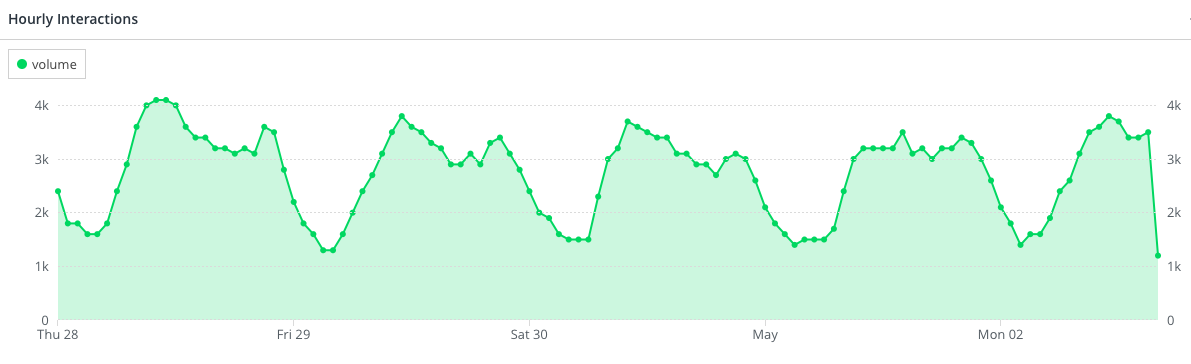 Hourly Interactions
volume
4k 4k
3k 3k
2k 2k
1k 1k
0 0
Thu 28 Fri 29 Sat 30 May Mon 02